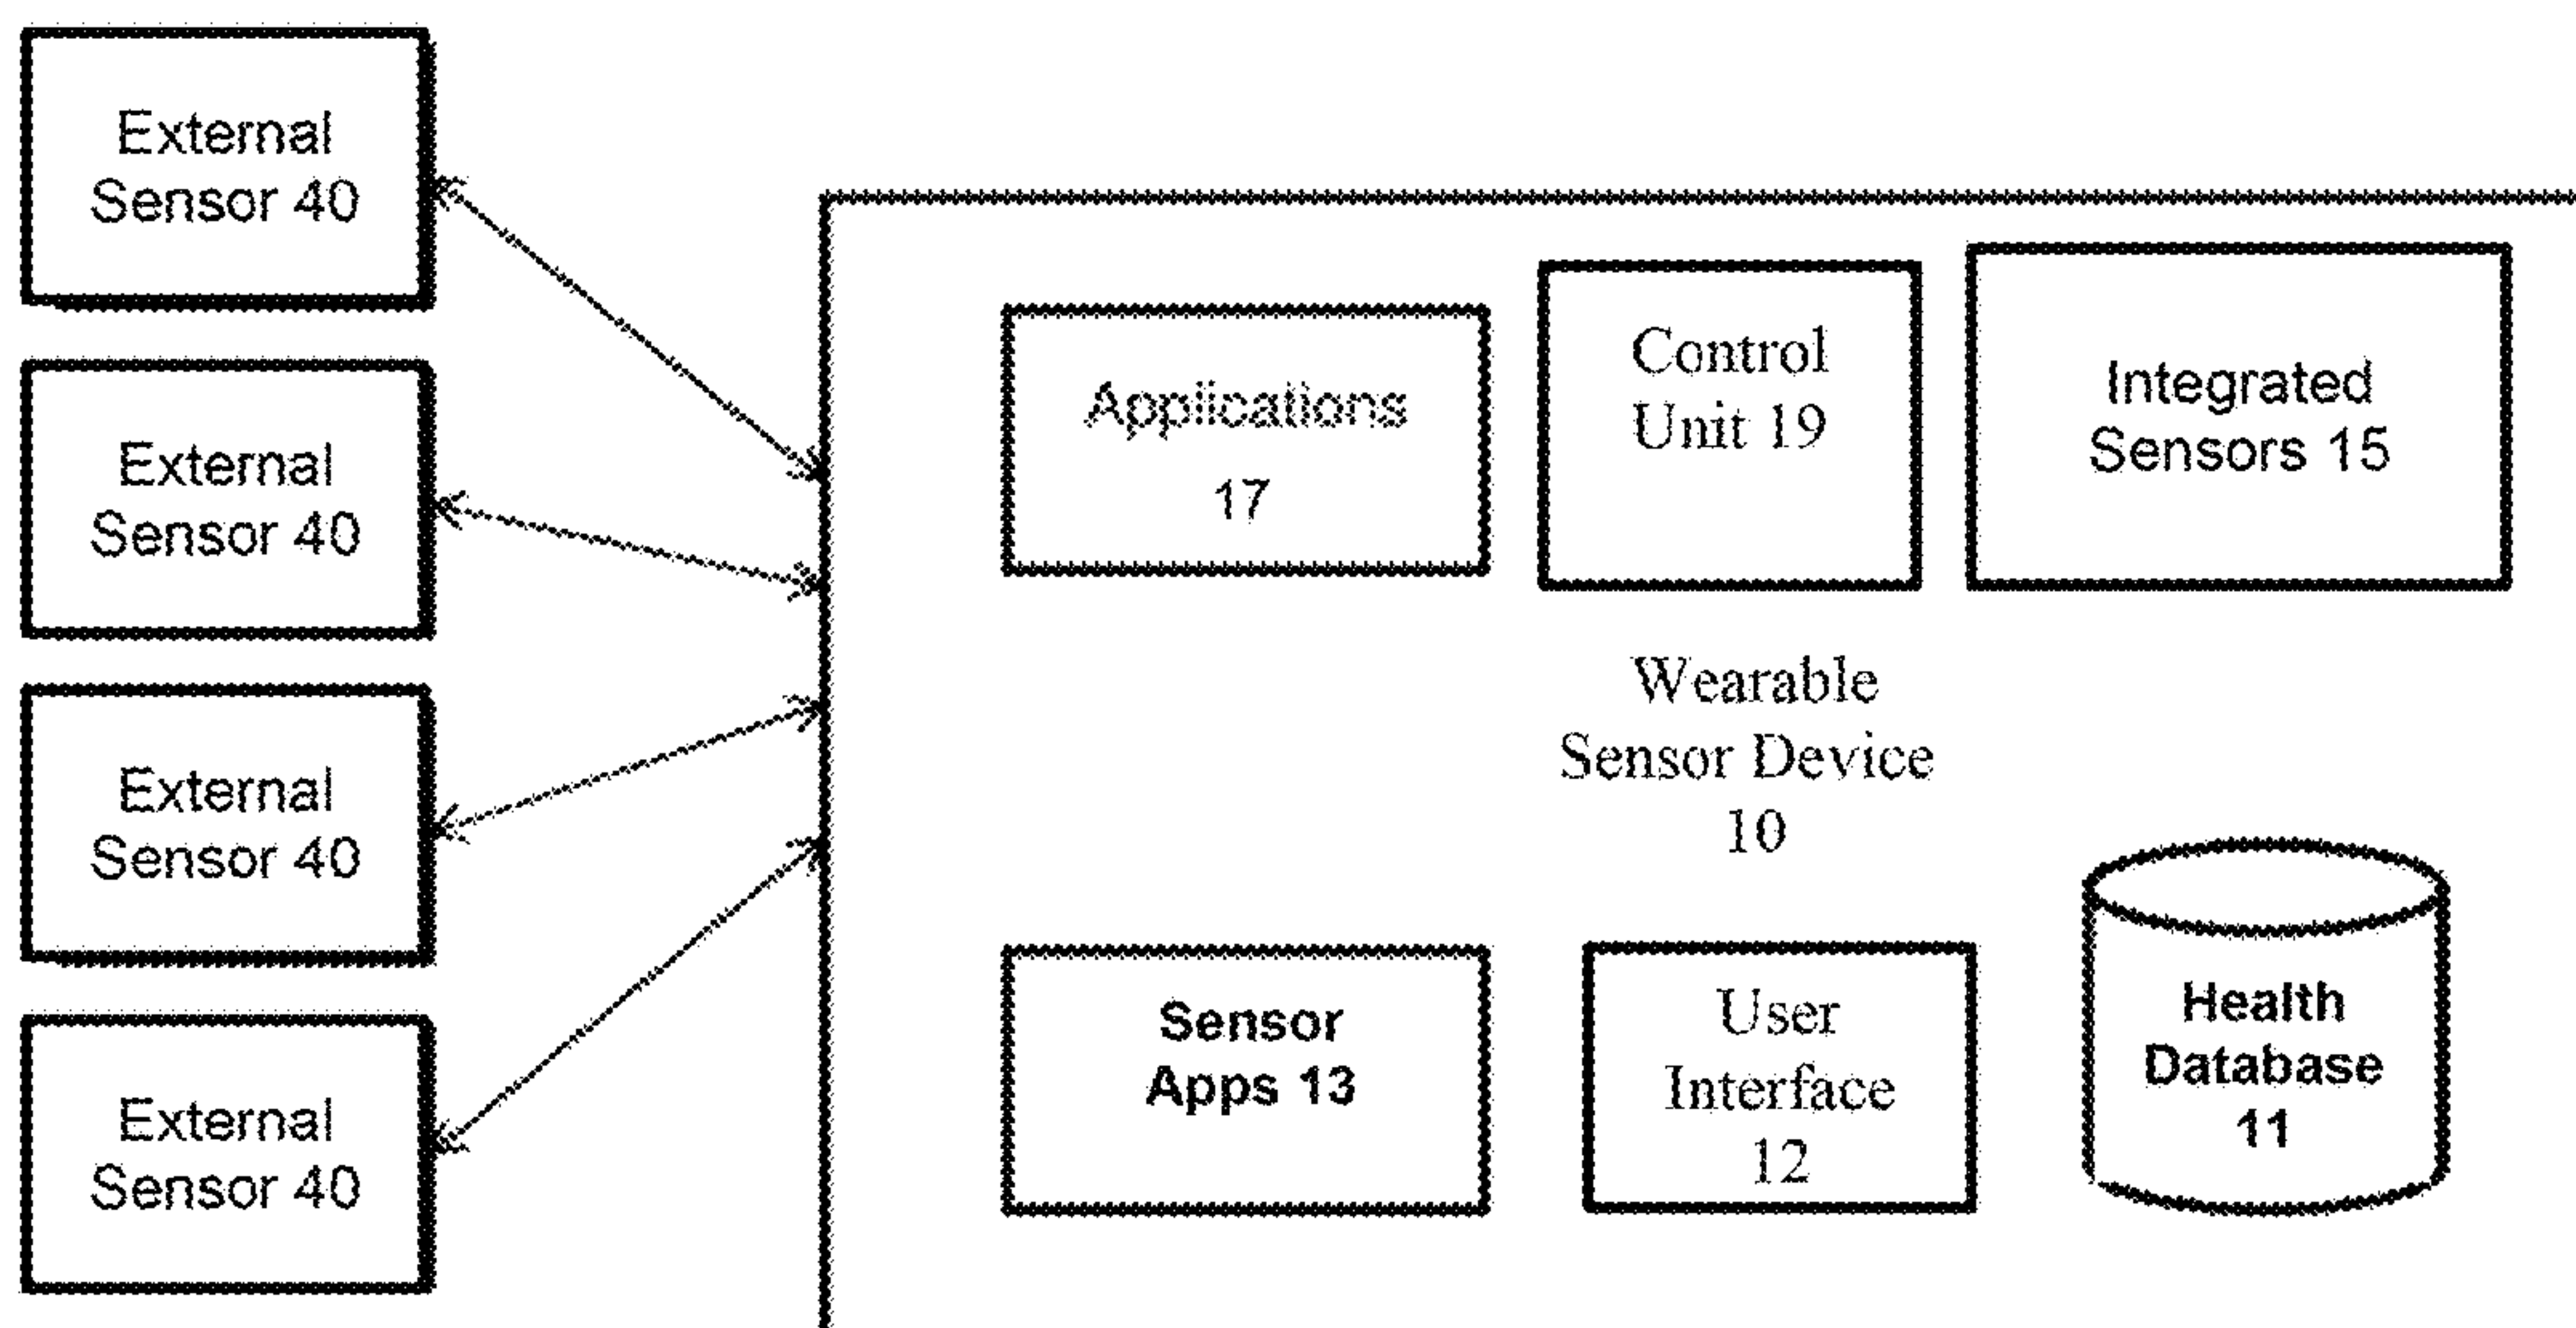 External
Sensor 40
External
Sensor 40
External
Sensor 40
External
Sensor 40
Applications
17
Control
Unit 19
Integrated
Sensors 15
Wearable
Sensor Device
10
Sensor
Apps 13
User
Interface
12
Health
Database
11